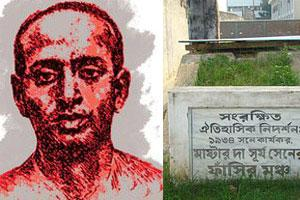 সংরক্ষিত
ঐতিহাসিক নিদর্শন
১৯৩৪ সনে কার্যকর
মাষ্টার দা সূর্য সেনের
ফাঁসির মঞ্চ